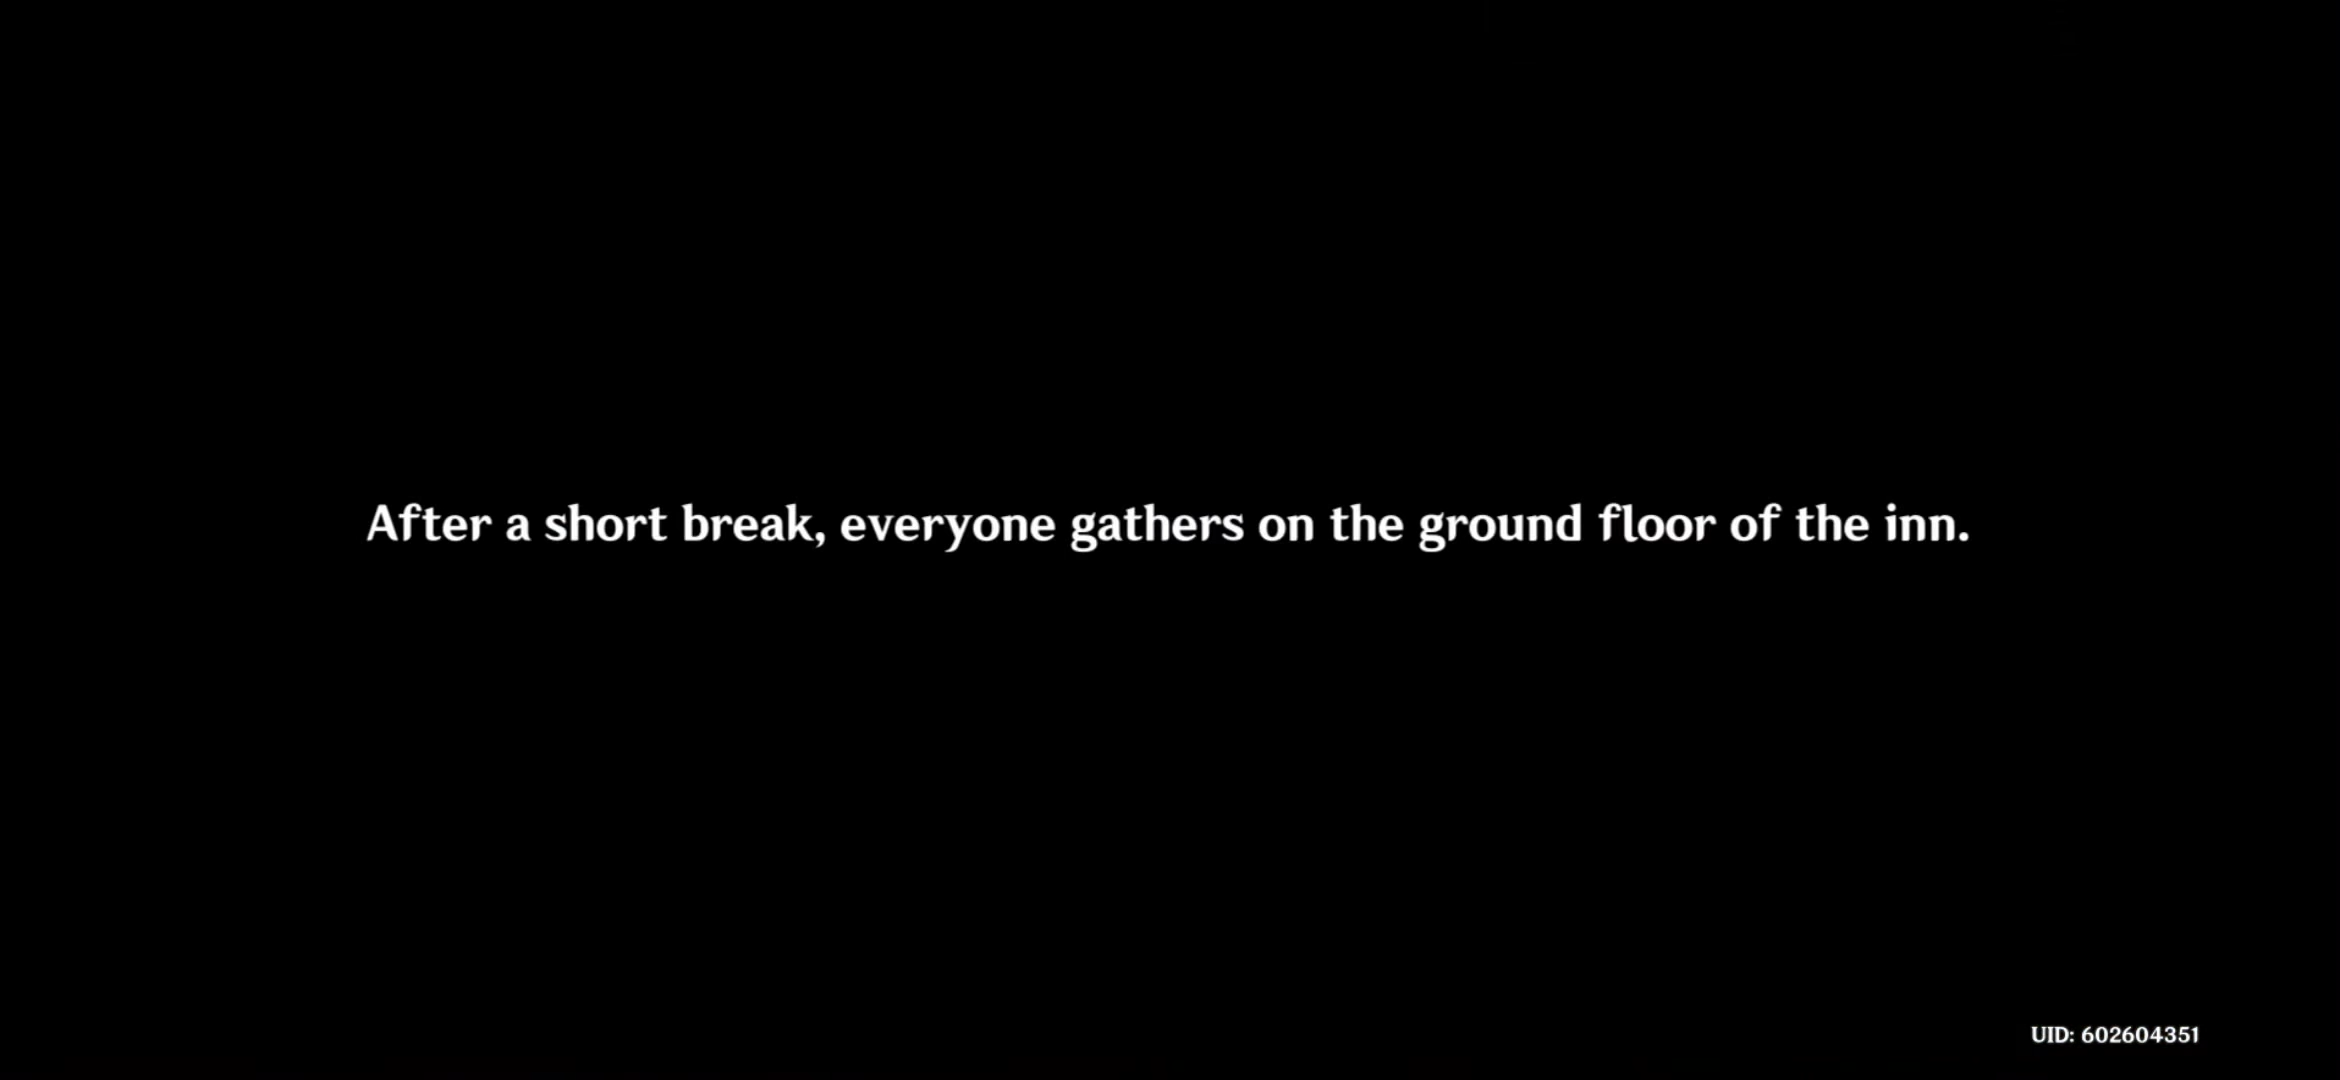 After a short break, everyone gathers on the ground floor of the inn.
UID: 602604351